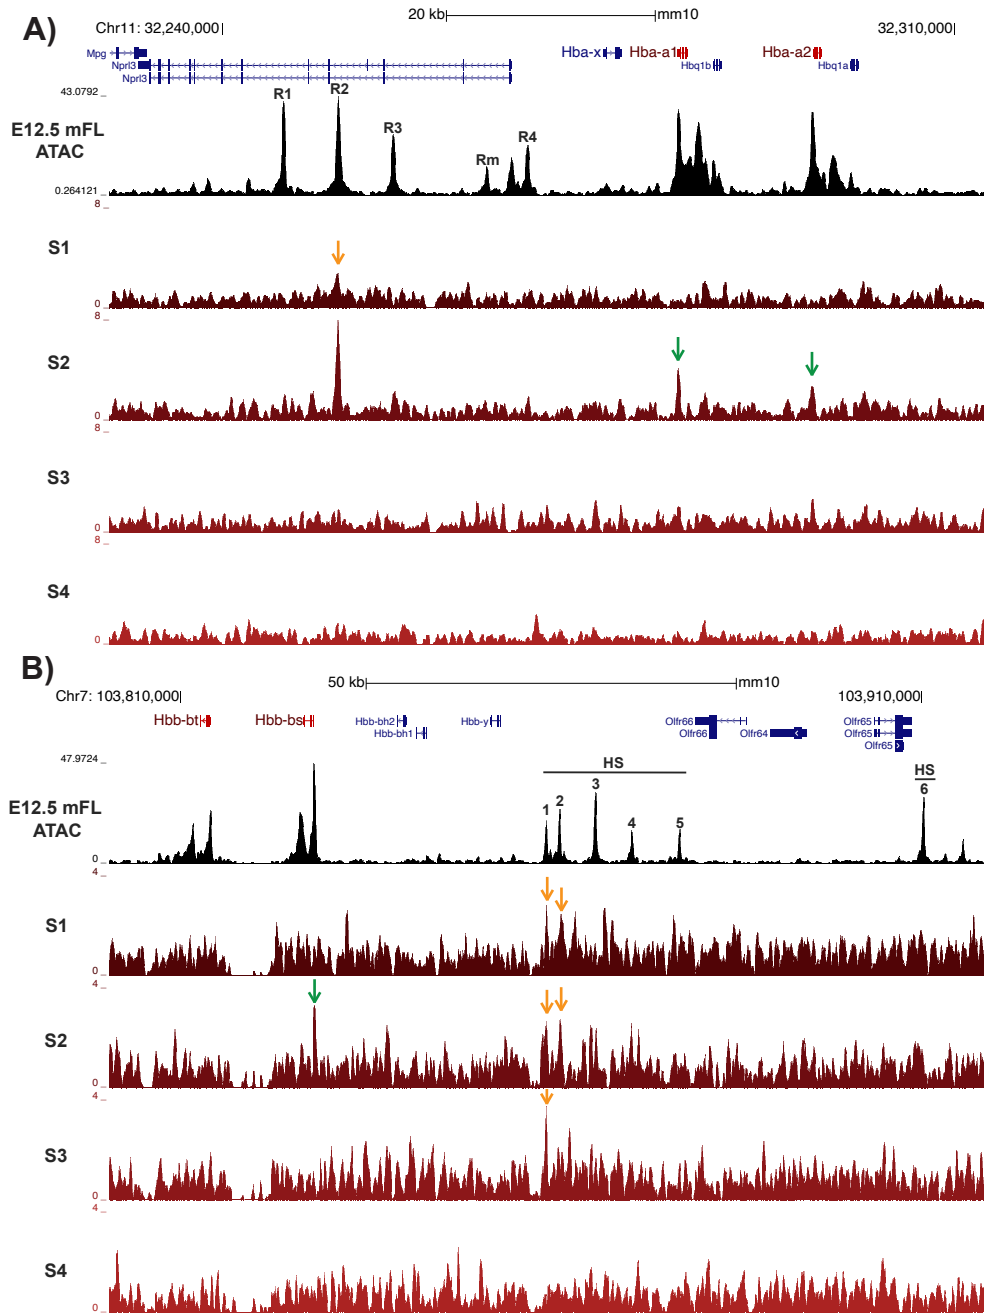 A)
20 kb mm10
Chr11: 32,240,000 32,310,000
Mpg Hba-x Hba-a1 Hba-a2
Nprl3 Hbq1b Hbq1a
Nprl3
43.0792
R1 R2 R3 Rm R4
E12.5 mFL
ATAC
0.264121
8
S1
0
8
S2
0
8
S3
0
8
S4
0
B)
50 kb mm10
Chr7: 103,810,000 103,910,000
Hbb-bt Hbb-bs Hbb-bh2 Hbb-y Olfr66 Olfr65
Hbb-bh1 Olfr66 Olfr64 Olfr65
Olfr65
47.9724
HS HS
1 2 3 4 5 6
E12.5 mFL
ATAC
0
4
S1
0
4
S2
0
4
S3
0
4
S4
0